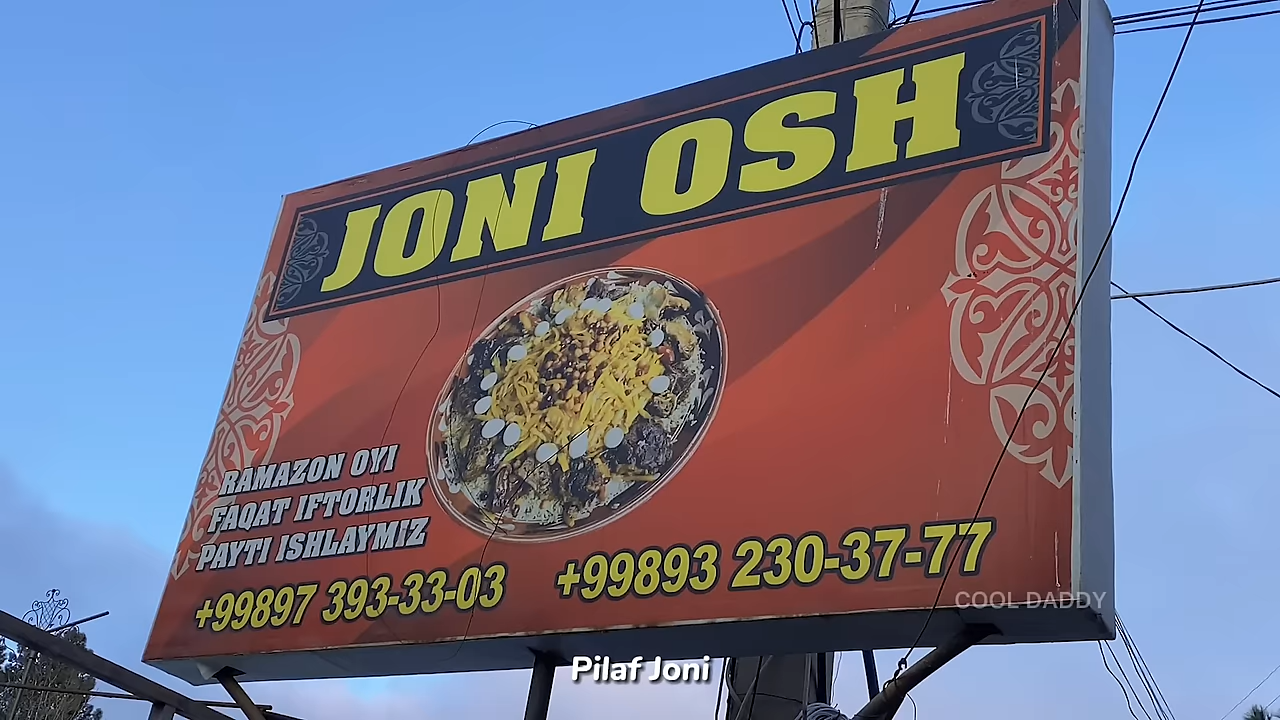 JONI OSH
RAMAZON OYI
FAQAT IFTORLIK
PAYTI ISHLAYMIZ
+99897 393-33-03
+99893 230-37-77
COOL DADDY
Pilaf Joni